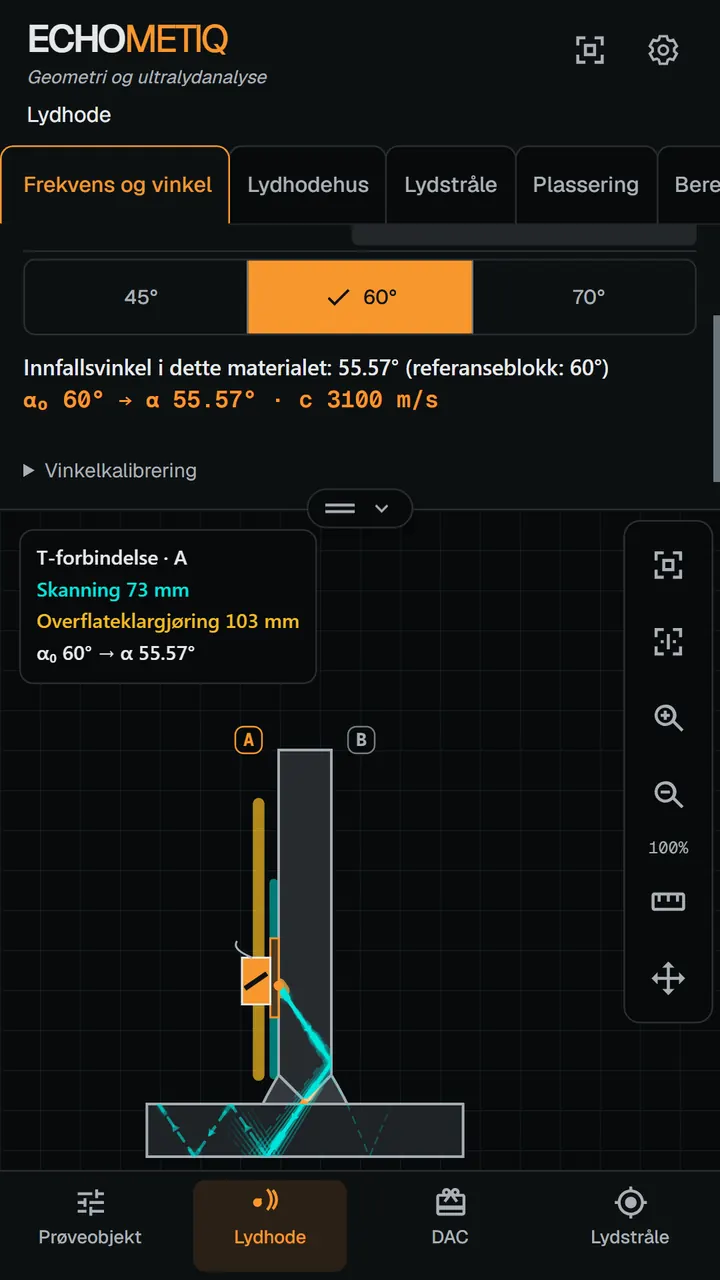 ECHOMETIQ
Geometri og ultralydanalyse
Lydhode
Frekvens og vinkel
Lydhodehus
Lydstråle
Plassering
Bere
45°
60°
70°
Innfallsvinkel i dette materialet: 55.57° (referanseblokk: 60°)
α₀ 60° → α 55.57° · c 3100 m/s
Vinkelkalibrering
T-forbindelse · A
Skanning 73 mm
Overflateklargjøring 103 mm
α₀ 60° → α 55.57°
A
B
100%
Prøveobjekt
Lydhode
DAC
Lydstråle